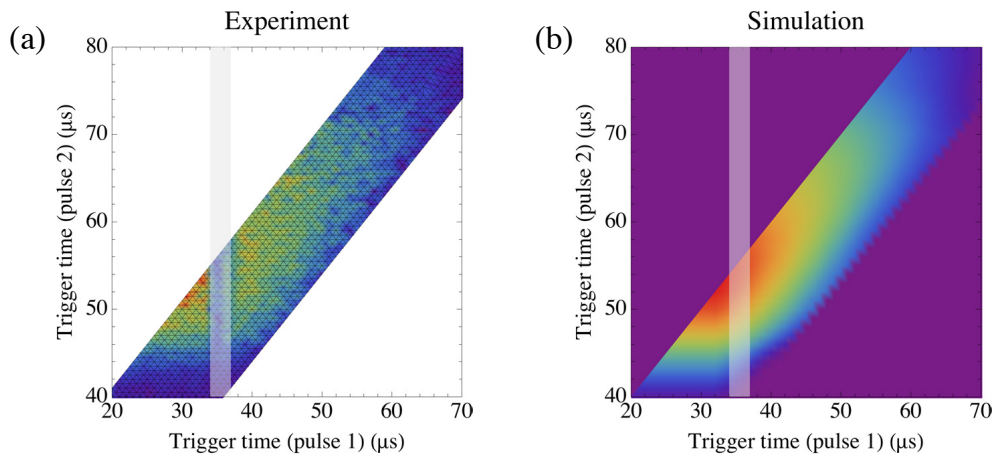 (a)
Experiment
80
70
60
50
40
20
30
40
50
60
70
Trigger time (pulse 2) (μs)
Trigger time (pulse 1) (μs)
(b)
Simulation
80
70
60
50
40
20
30
40
50
60
70
Trigger time (pulse 2) (μs)
Trigger time (pulse 1) (μs)